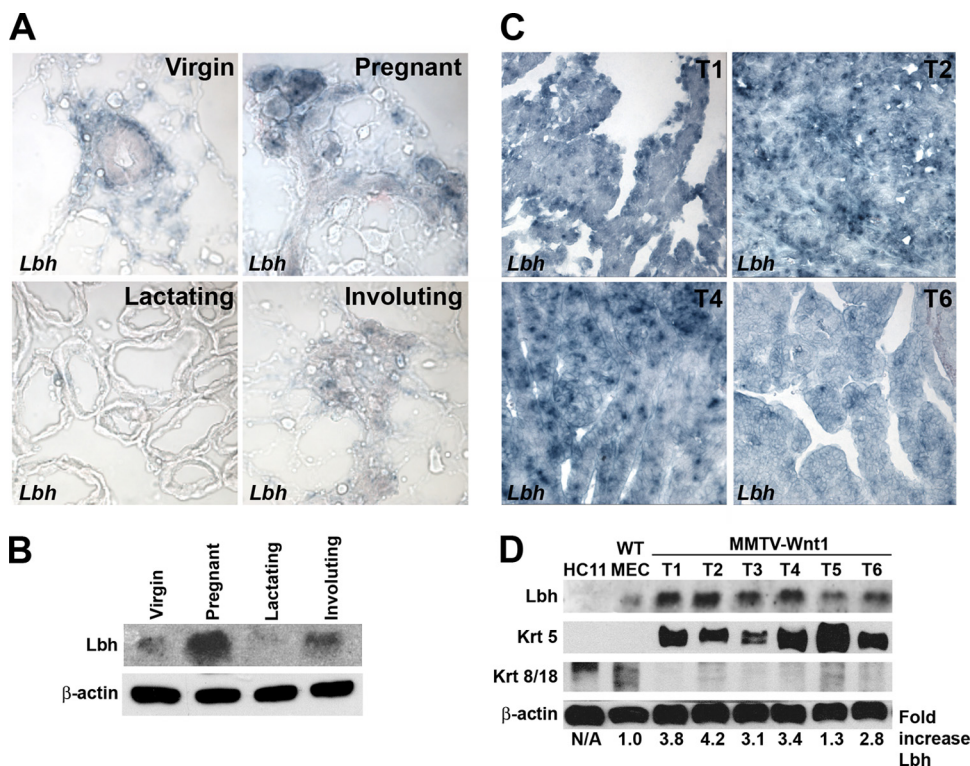 A
Virgin
Pregnant
Lbh
Lbh
Lactating
Involuting
Lbh
Lbh
B
Virgin
Pregnant
Lactating
Involuting
Lbh
β-actin
C
T1
T2
Lbh
Lbh
T4
T6
Lbh
Lbh
D
WT
MMTV-Wnt1
HC11 MEC T1 T2 T3 T4 T5 T6
Lbh
Krt 5
Krt 8/18
β-actin
N/A 1.0 3.8 4.2 3.1 3.4 1.3 2.8
Fold
increase
Lbh